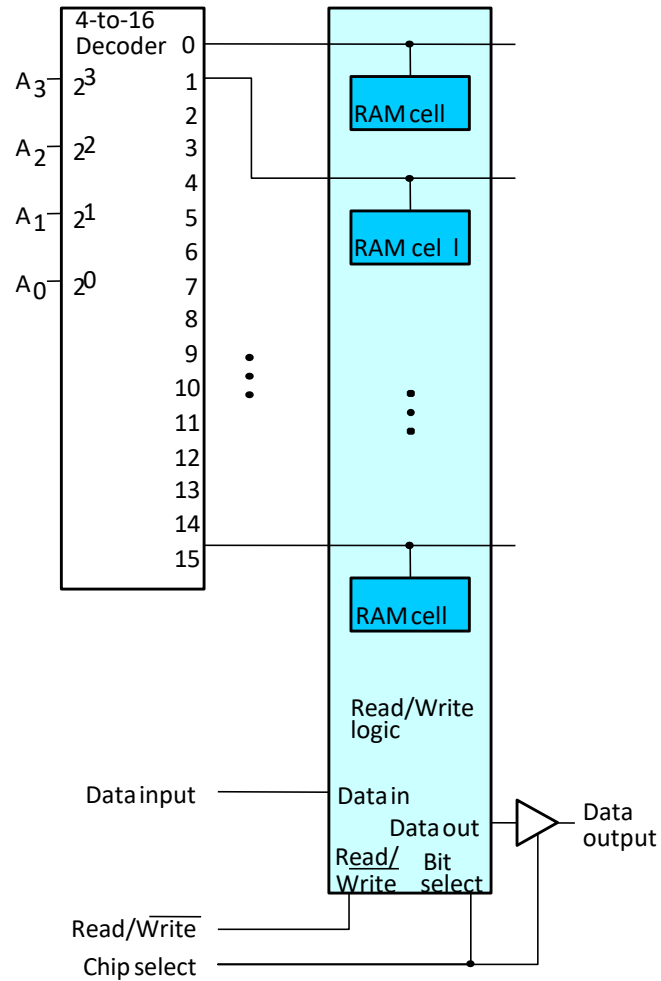 4-to-16
Decoder
0
A3 2^3
1
2
A2 2^2
3
4
A1 2^1
5
6
A0 2^0
7
8
9
10
11
12
13
14
15
RAM cell
RAM cel l
RAM cell
Read/Write
logic
Data input
Data in
Data out
Data
output
Read/
Write
Bit
select
Read/Write
Chip select